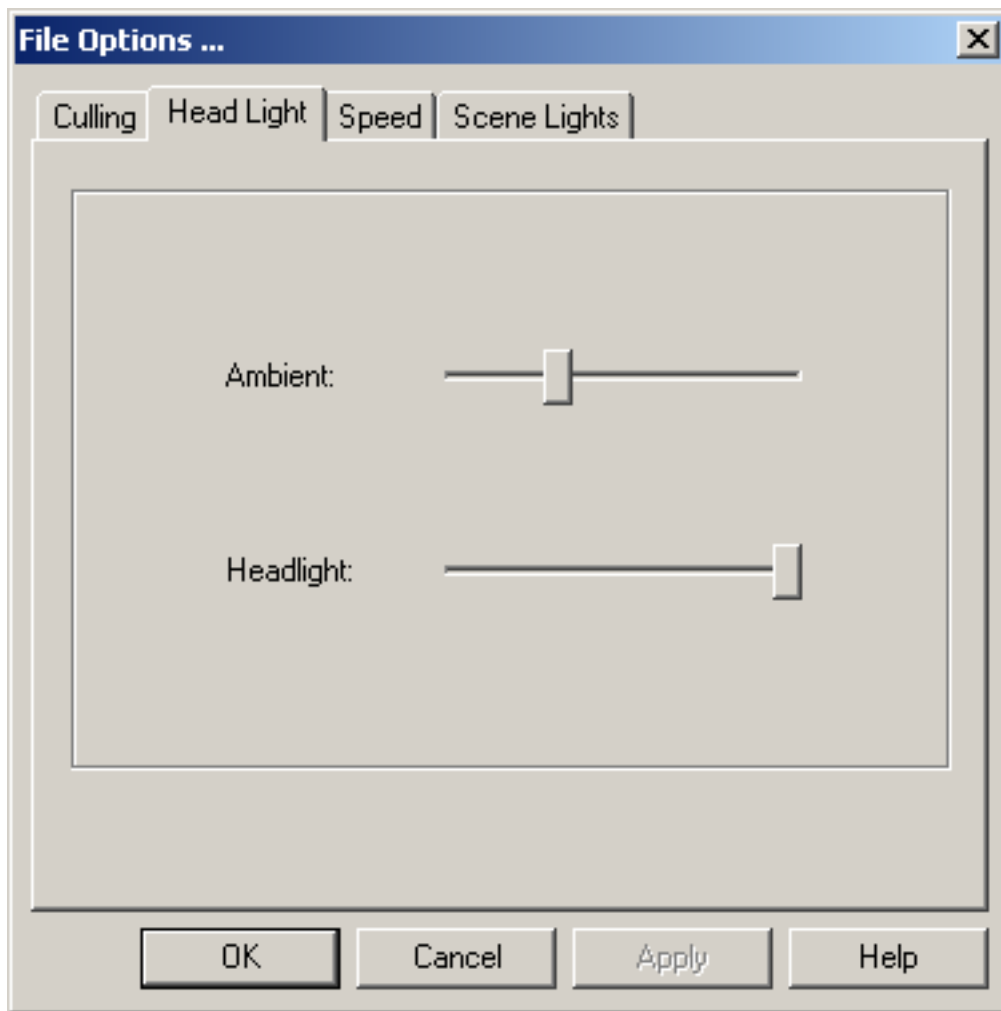 File Options ...
Culling Head Light Speed Scene Lights
Ambient:
Headlight:
OK Cancel Apply Help